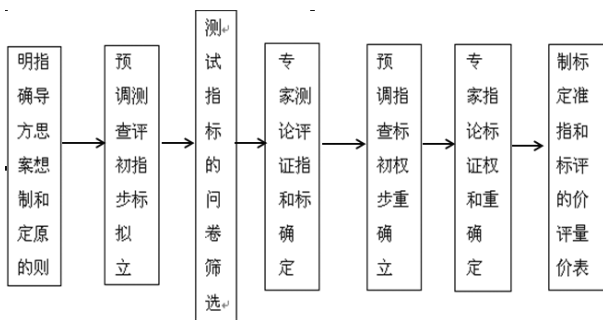 明确方案制定的
指导思想和原则
预调查初步拟立
测评指标
测试指标的问卷筛选
专家论证和确定
测评指标
预调查初步确立
指标权重
专家论证和确定
指标权重
制定指标的评价
标准和评价量表